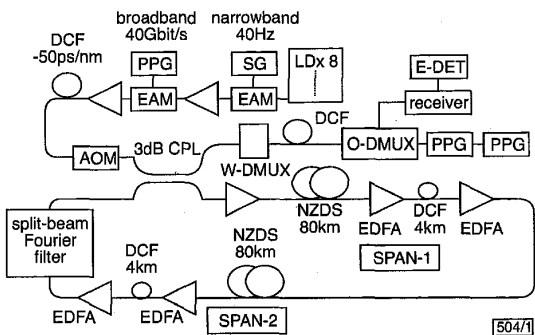 broadband
40Gbit/s
narrowband
40Hz
DCF
-50ps/nm
PPG
SG
LDx 8
EAM
EAM
E-DET
receiver
DCF
AOM
3dB CPL
W-DMUX
O-DMUX
PPG
PPG
split-beam
Fourier
filter
NZDS
80km
EDFA
DCF
4km
EDFA
SPAN-1
NZDS
80km
DCF
4km
EDFA
EDFA
SPAN-2
504/1